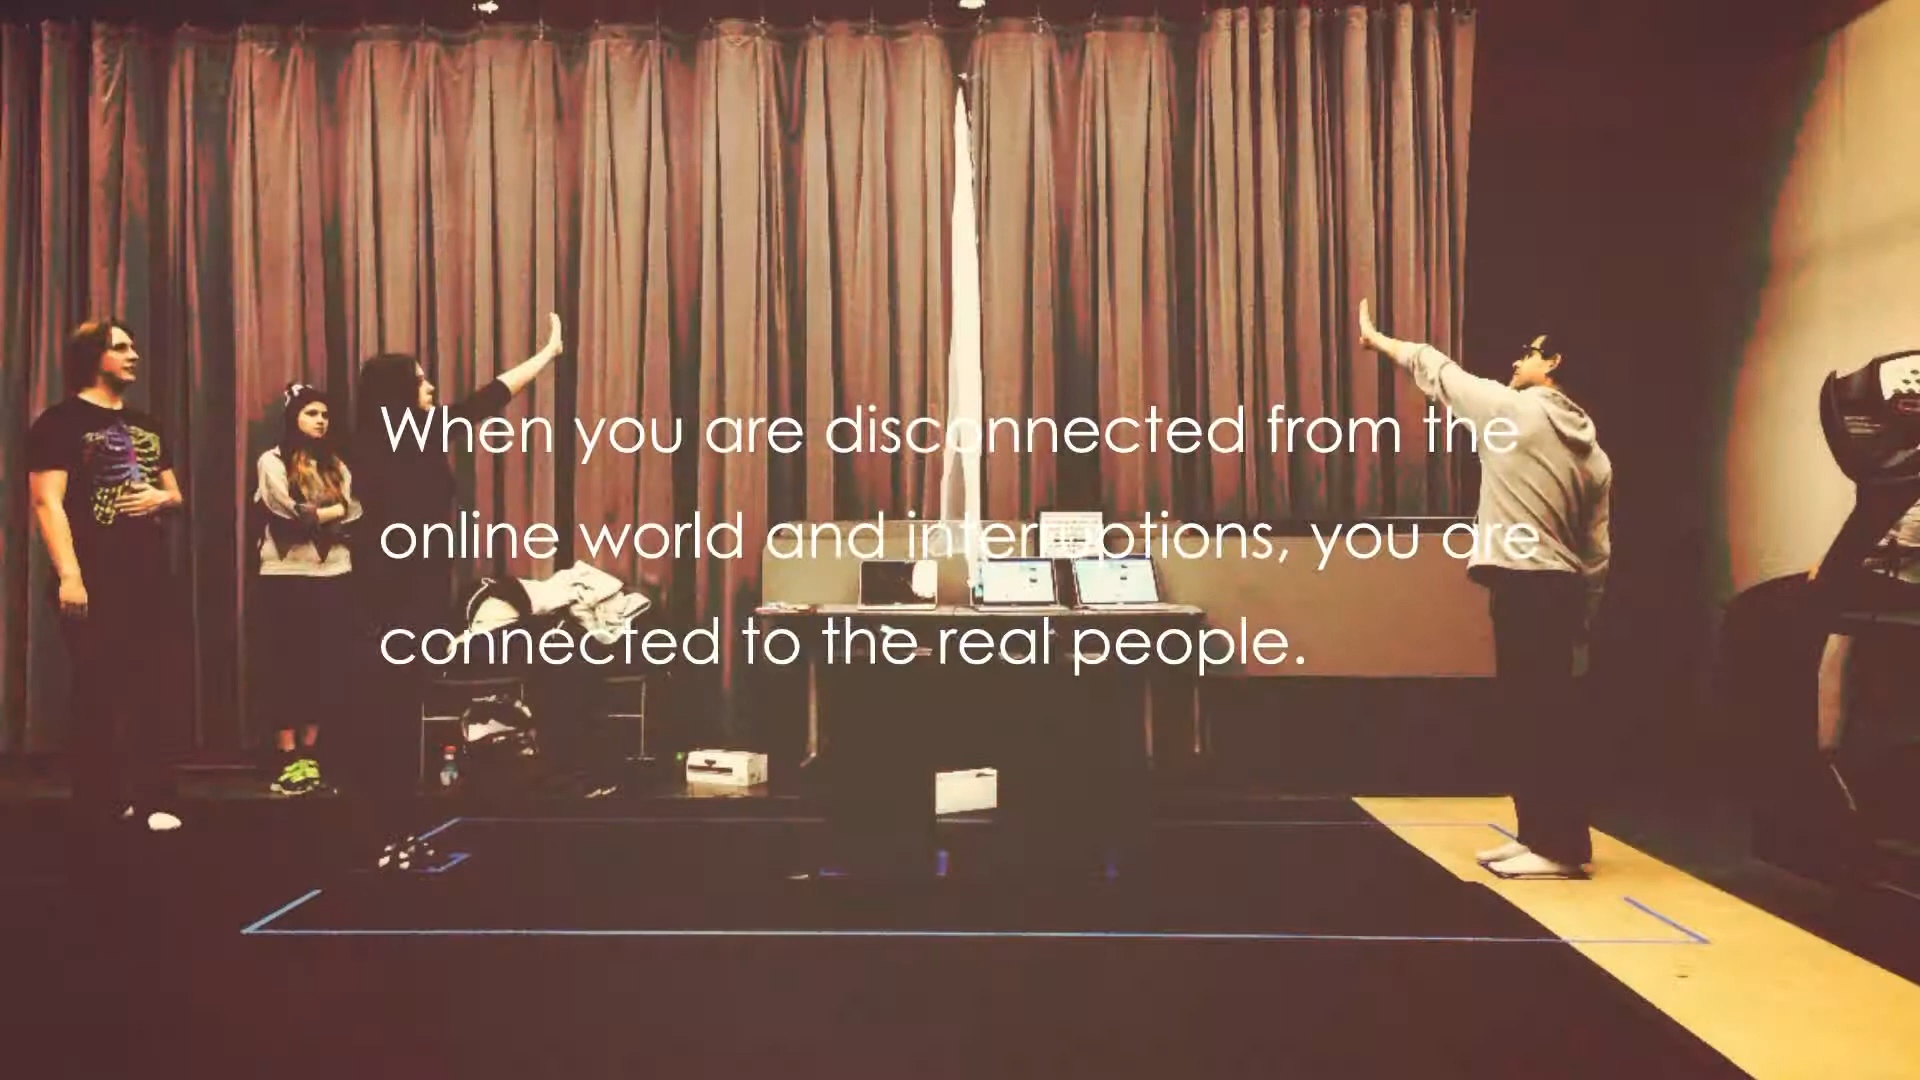 When you are disconnected from the
online world and interruptions, you are
connected to the real people.